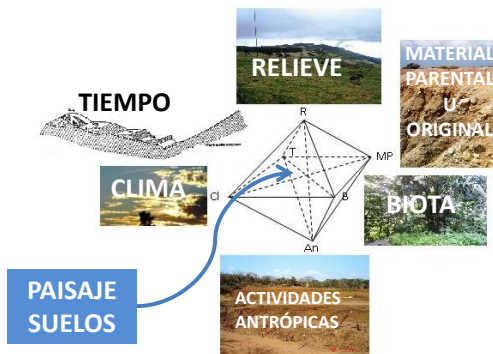 RELIEVE
MATERIAL
PARENTAL
U
ORIGINAL
TIEMPO
R
T
MP
CLIMA
Cl
B
BIOTA
An
PAISAJE
SUELOS
ACTIVIDADES
ANTRÓPICAS